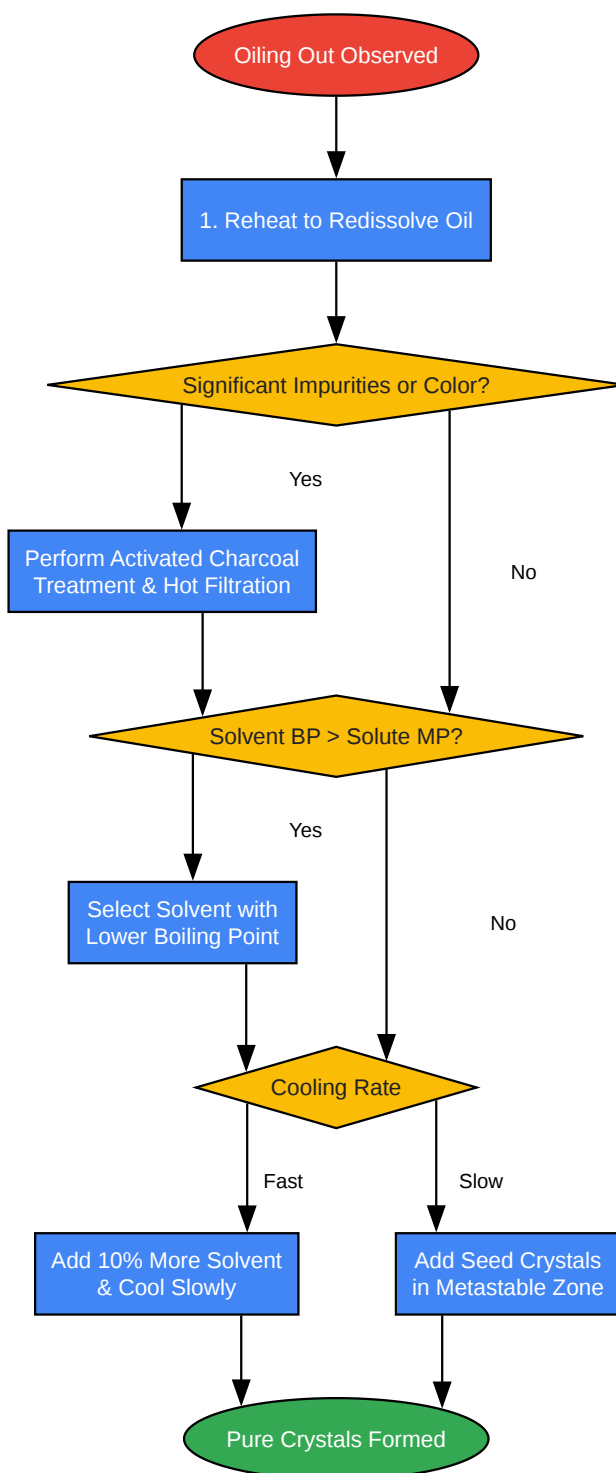 Oiling Out Observed
1. Reheat to Redissolve Oil
Significant Impurities or Color?
Yes
Perform Activated Charcoal
Treatment & Hot Filtration
No
Solvent BP > Solute MP?
Yes
Select Solvent with
Lower Boiling Point
No
Cooling Rate
Fast
Slow
Add 10% More Solvent
& Cool Slowly
Add Seed Crystals
in Metastable Zone
Pure Crystals Formed